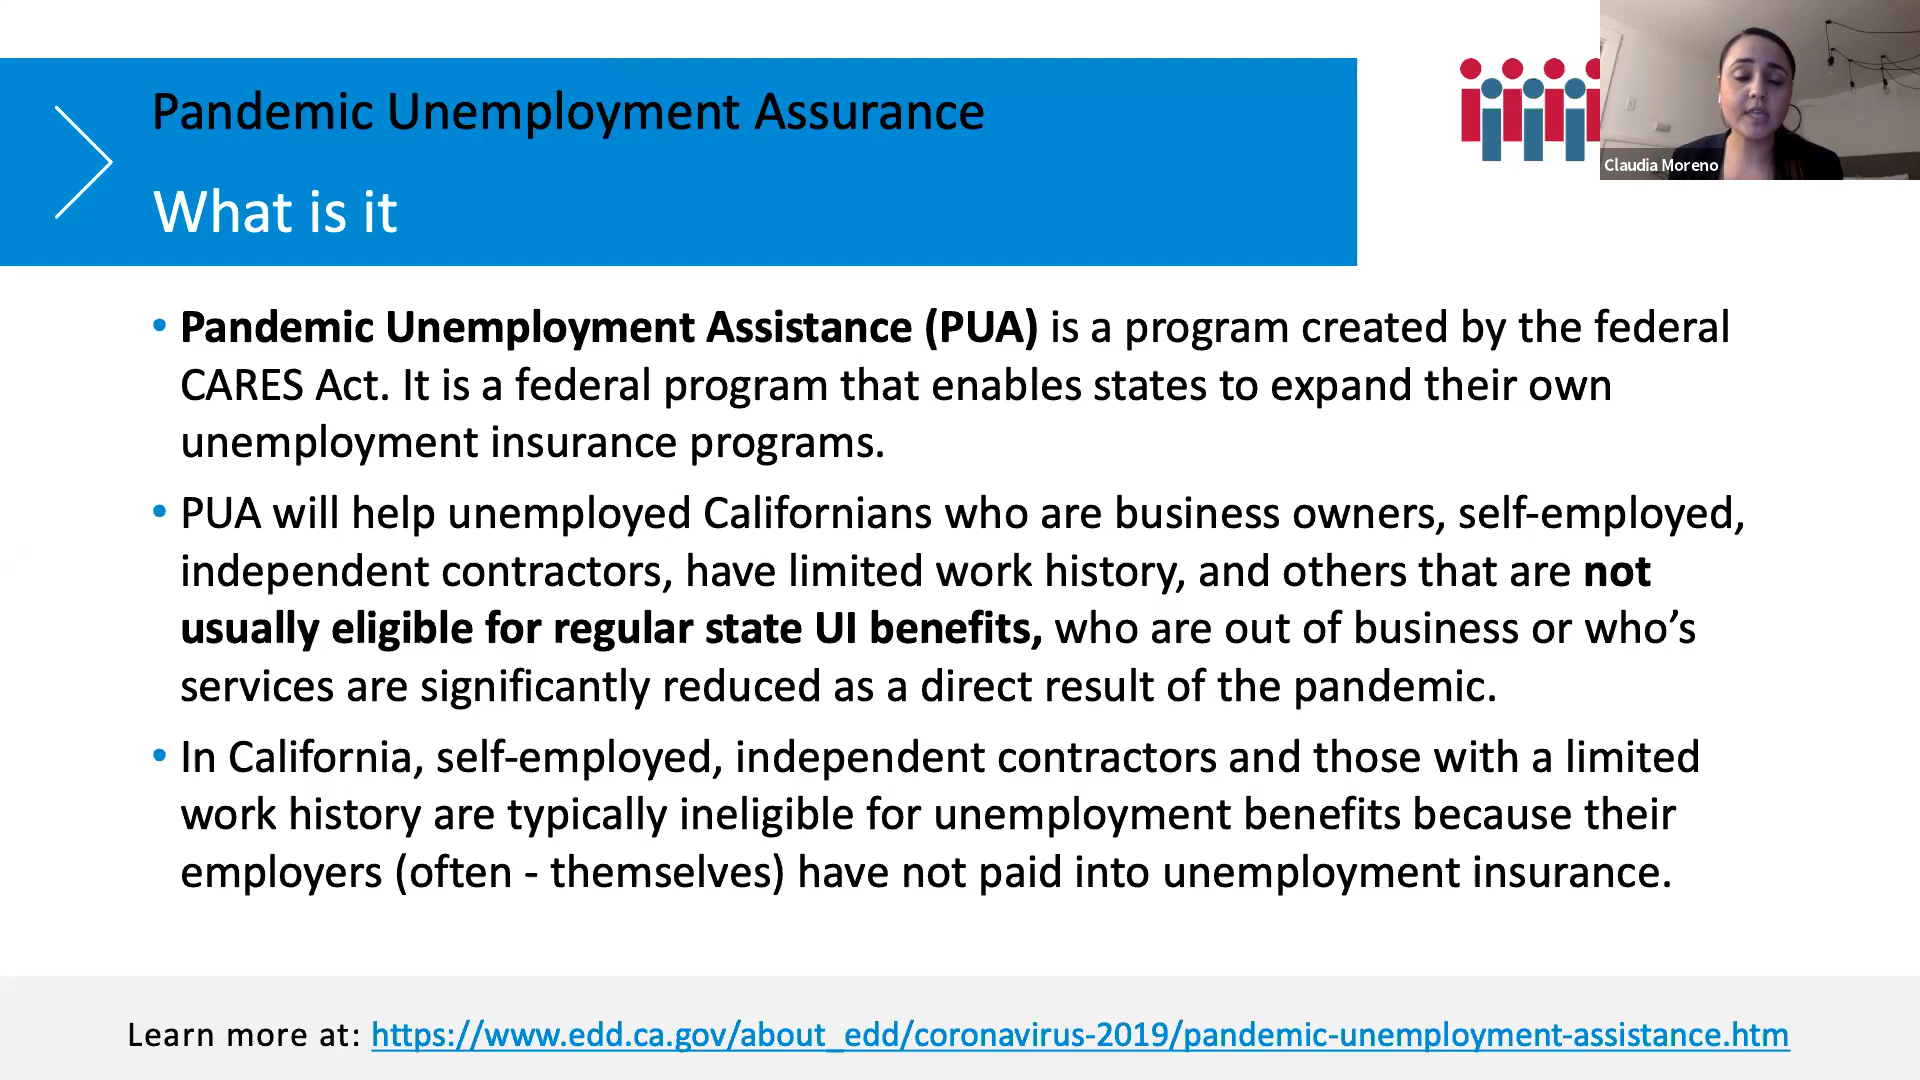 Pandemic Unemployment Assurance
What is it
Claudia Moreno
• Pandemic Unemployment Assistance (PUA) is a program created by the federal
CARES Act. It is a federal program that enables states to expand their own
unemployment insurance programs.
• PUA will help unemployed Californians who are business owners, self-employed,
independent contractors, have limited work history, and others that are not
usually eligible for regular state UI benefits, who are out of business or who’s
services are significantly reduced as a direct result of the pandemic.
• In California, self-employed, independent contractors and those with a limited
work history are typically ineligible for unemployment benefits because their
employers (often - themselves) have not paid into unemployment insurance.
Learn more at: https://www.edd.ca.gov/about_edd/coronavirus-2019/pandemic-unemployment-assistance.htm